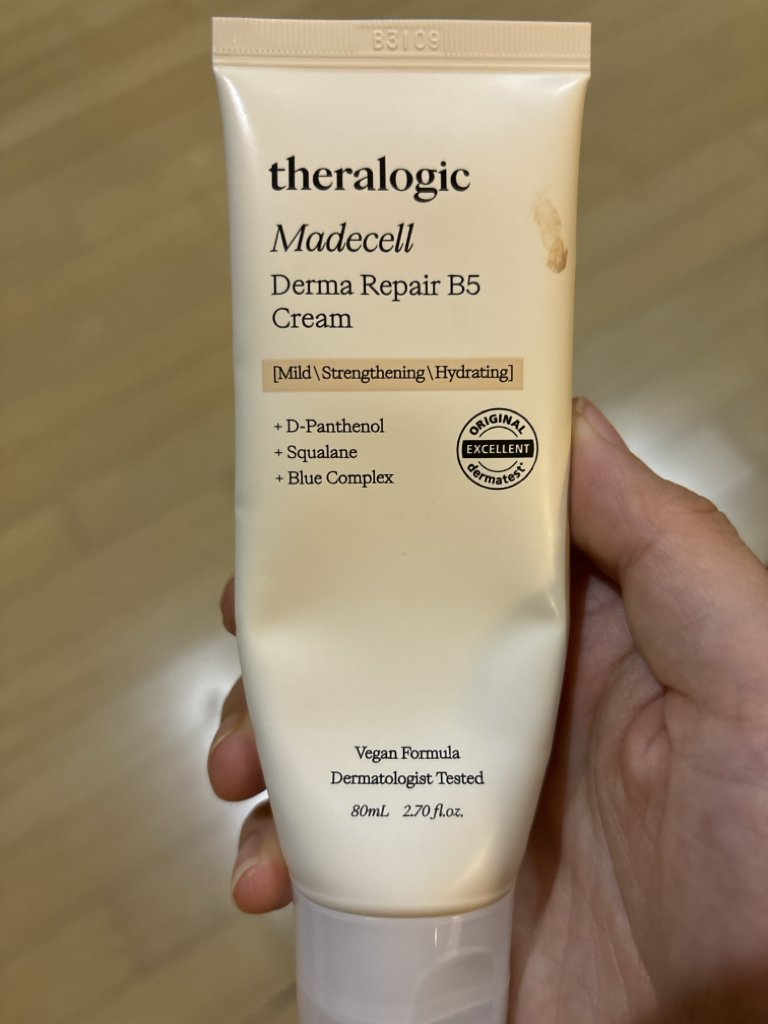 B3109
theralogic
Madecell
Derma Repair B5
Cream
[Mild \ Strengthening \ Hydrating]
+ D-Panthenol
+ Squalane
+ Blue Complex
ORIGINAL
EXCELLENT
dermatest
Vegan Formula
Dermatologist Tested
80mL 2.70 fl.oz.